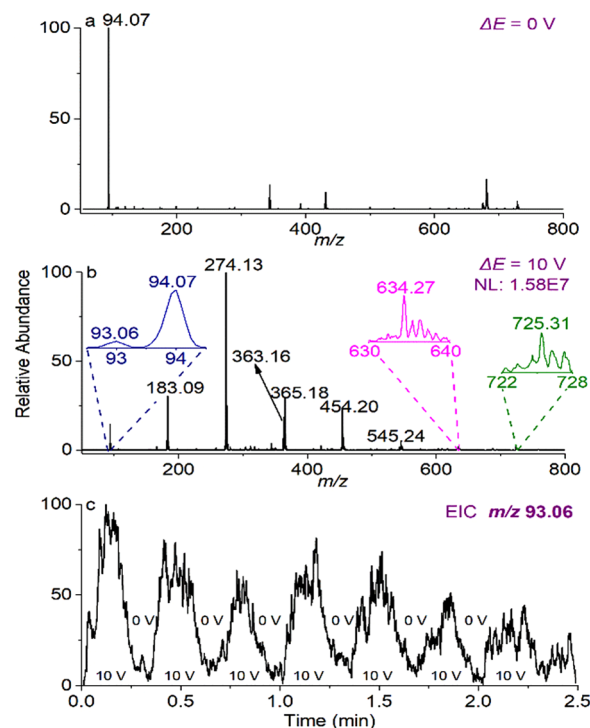 a 94.07
ΔE = 0 V
100
50
0
200 400 600 800
m/z
b
ΔE = 10 V
NL: 1.58E7
274.13
100
94.07
93.06
93 94
634.27
630 640
725.31
722 728
363.16
50
183.09
365.18
454.20
545.24
0
200 400 600 800
m/z
Relative Abundance
c
EIC m/z 93.06
100
50
0 V 0 V 0 V 0 V 0 V 0 V
10 V 10 V 10 V 10 V 10 V 10 V 10 V
0
0.0 0.5 1.0 1.5 2.0 2.5
Time (min)